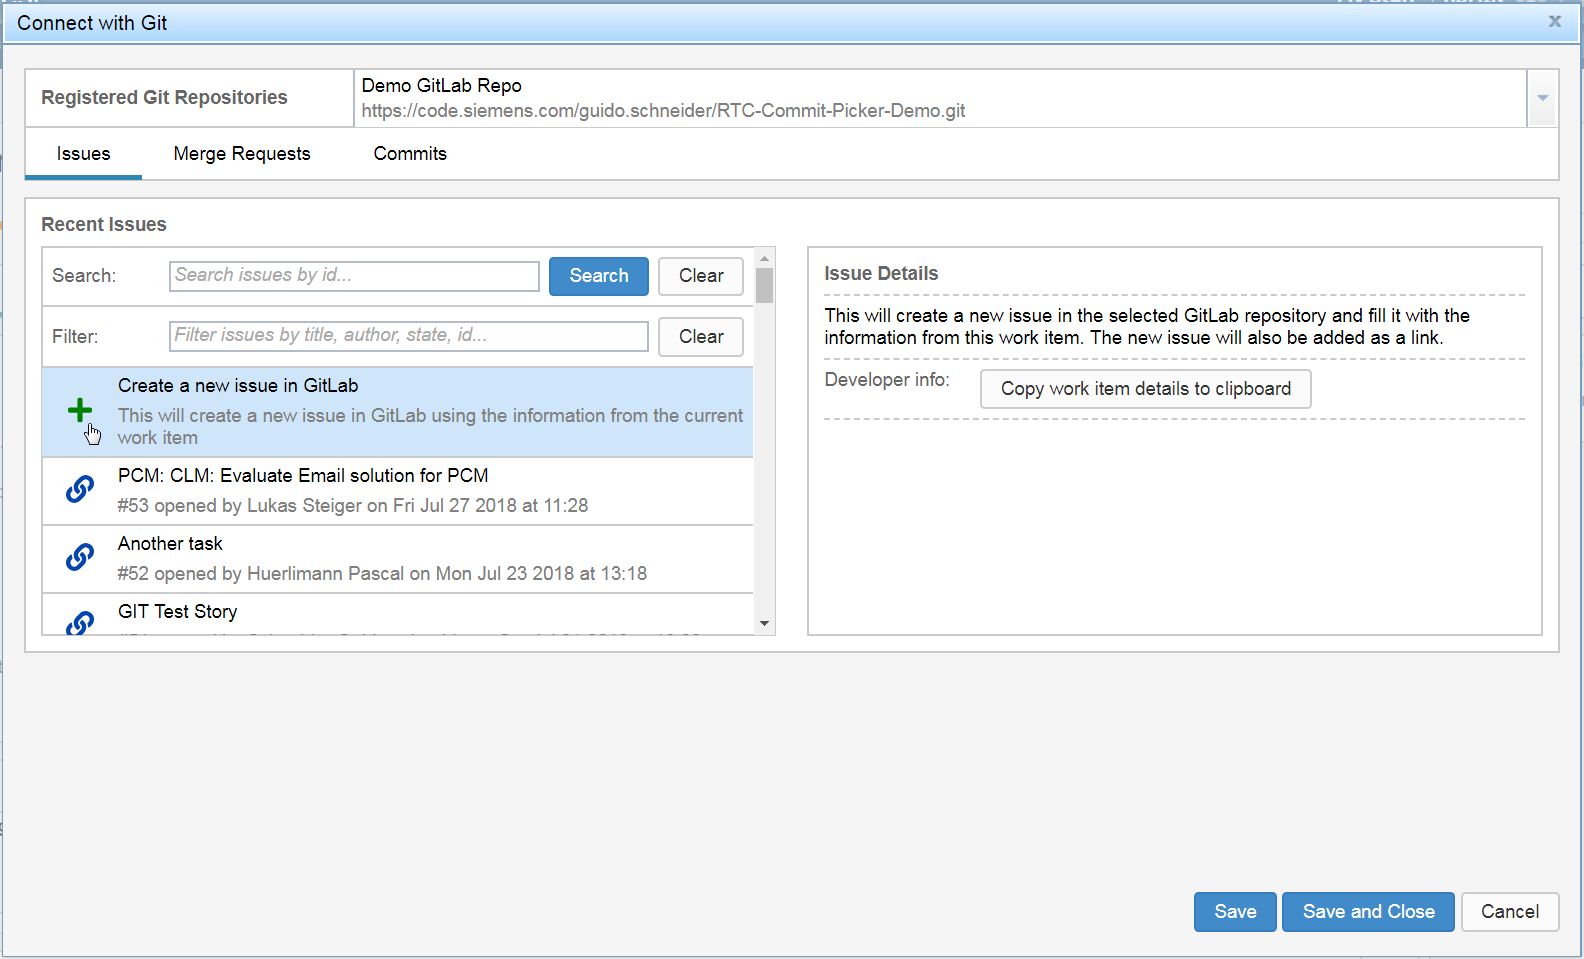 Connect with Git
x
Registered Git Repositories
Demo GitLab Repo
https://code.siemens.com/guido.schneider/RTC-Commit-Picker-Demo.git
Issues Merge Requests Commits
Recent Issues
Search: Search issues by id... Search Clear
Filter: Filter issues by title, author, state, id... Clear
Create a new issue in GitLab
This will create a new issue in GitLab using the information from the current
work item
PCM: CLM: Evaluate Email solution for PCM
#53 opened by Lukas Steiger on Fri Jul 27 2018 at 11:28
Another task
#52 opened by Huerlimann Pascal on Mon Jul 23 2018 at 13:18
GIT Test Story
Issue Details
This will create a new issue in the selected GitLab repository and fill it with the
information from this work item. The new issue will also be added as a link.
Developer info: Copy work item details to clipboard
Save Save and Close Cancel